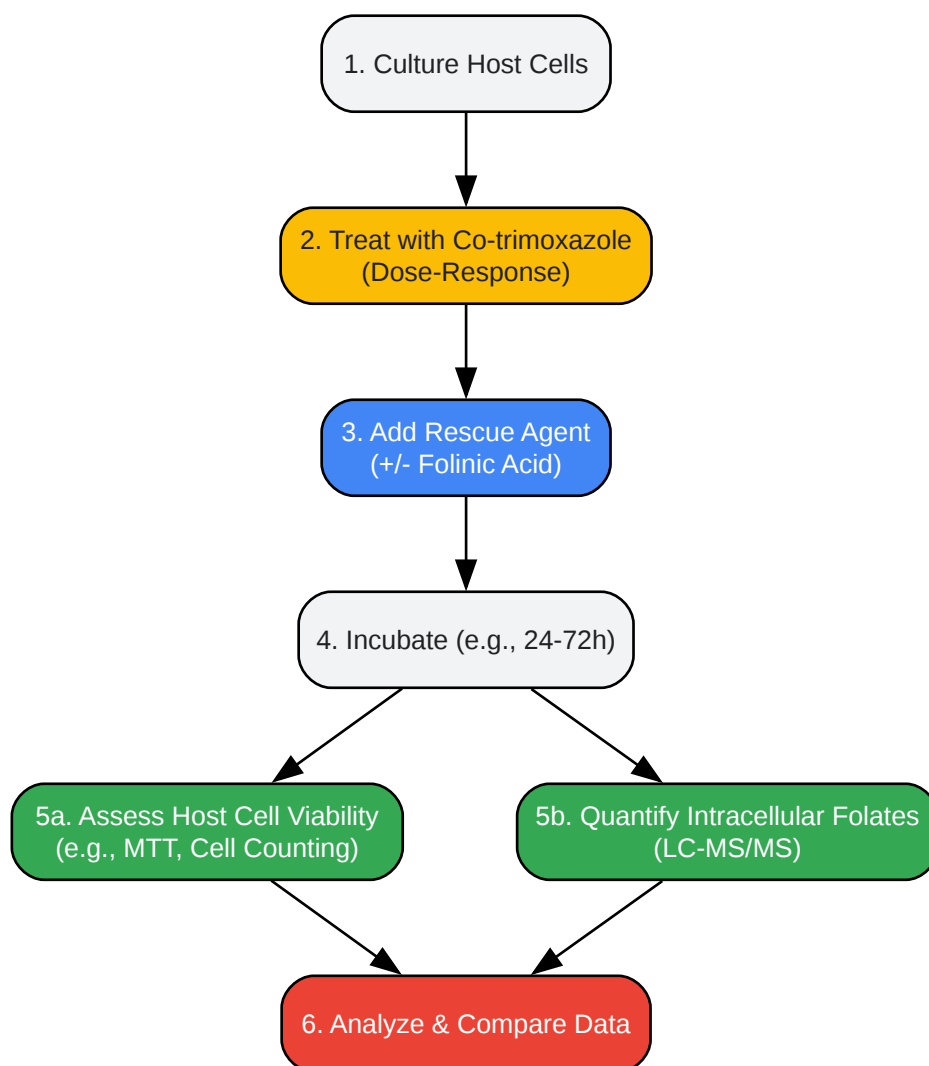 1. Culture Host Cells
2. Treat with Co-trimoxazole
(Dose-Response)
3. Add Rescue Agent
(+/- Folinic Acid)
4. Incubate (e.g., 24-72h)
5a. Assess Host Cell Viability
(e.g., MTT, Cell Counting)
5b. Quantify Intracellular Folates
(LC-MS/MS)
6. Analyze & Compare Data